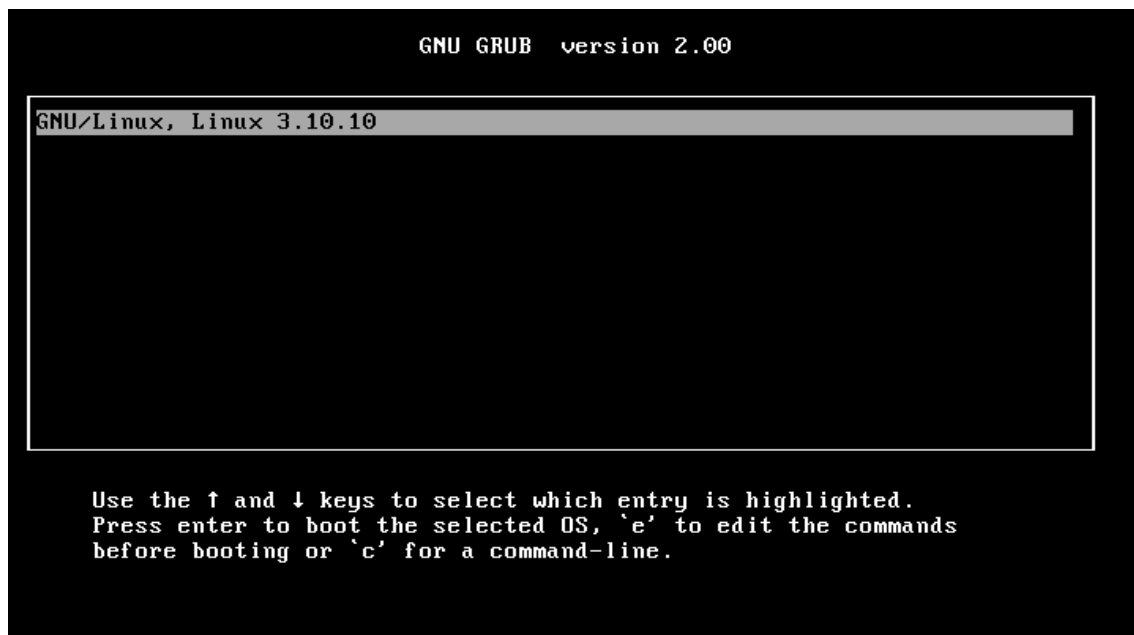 GNU GRUB  version 2.00
GNU/Linux, Linux 3.10.10
Use the ↑ and ↓ keys to select which entry is highlighted.
Press enter to boot the selected OS, `e' to edit the commands
before booting or `c' for a command-line.